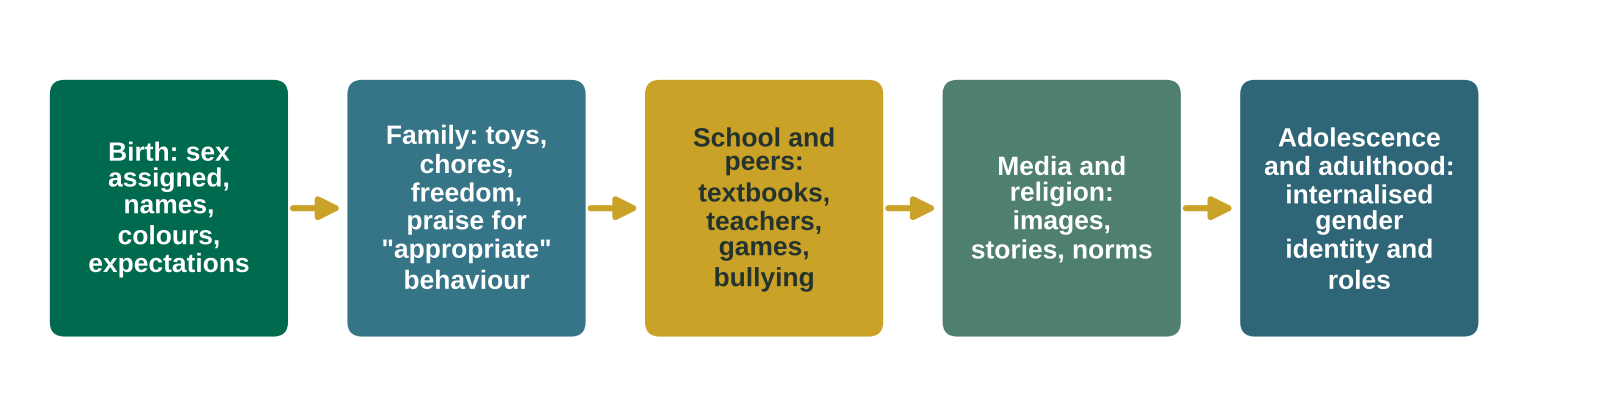 Birth: sex
assigned,
names,
colours,
expectations
Family: toys,
chores,
freedom,
praise for
"appropriate"
behaviour
School and
peers:
textbooks,
teachers,
games,
bullying
Media and
religion:
images,
stories, norms
Adolescence
and adulthood:
internalised
gender
identity and
roles